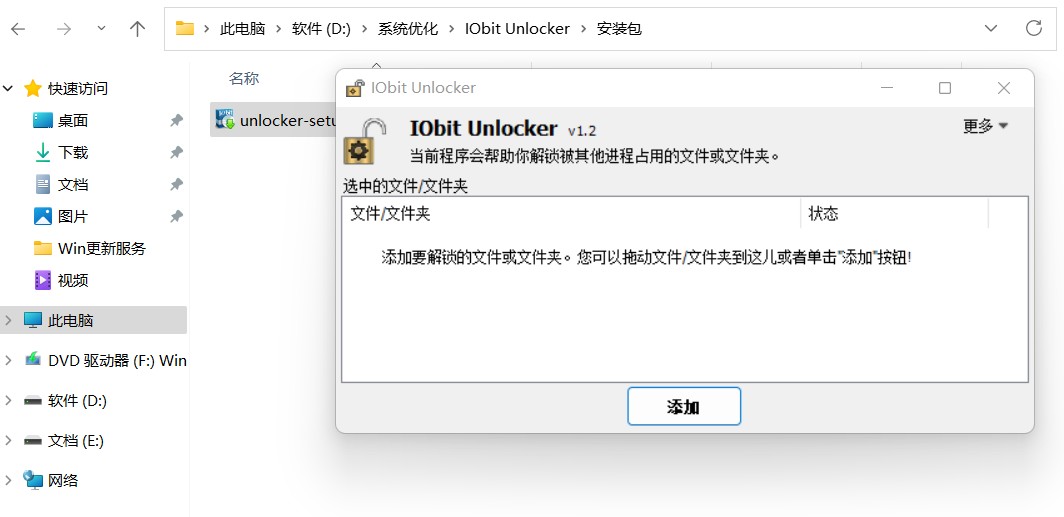 此电脑 软件 (D:) 系统优化 IObit Unlocker 安装包
快速访问
桌面
下载
文档
图片
Win更新服务
视频
此电脑
DVD 驱动器 (F:) Win
软件 (D:)
文档 (E:)
网络
名称
unlocker-setu
IObit Unlocker
IObit Unlocker v1.2
更多
当前程序会帮助你解锁被其他进程占用的文件或文件夹。
选中的文件/文件夹
文件/文件夹 状态
添加要解锁的文件或文件夹。您可以拖动文件/文件夹到这儿或者单击"添加"按钮!
添加